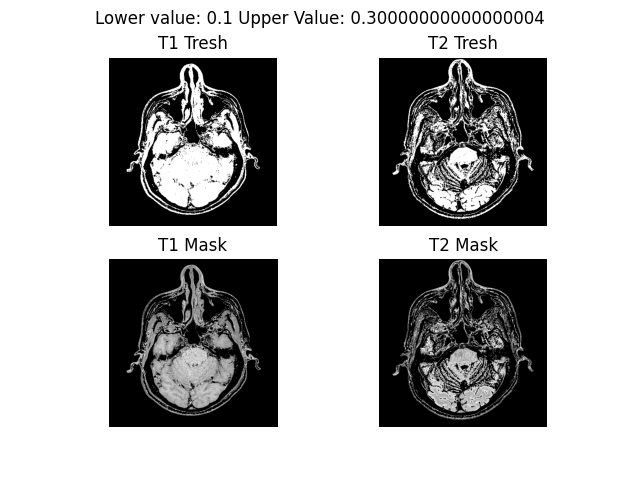 Lower value: 0.1 Upper Value: 0.30000000000000004
T1 Tresh
T2 Tresh
T1 Mask
T2 Mask